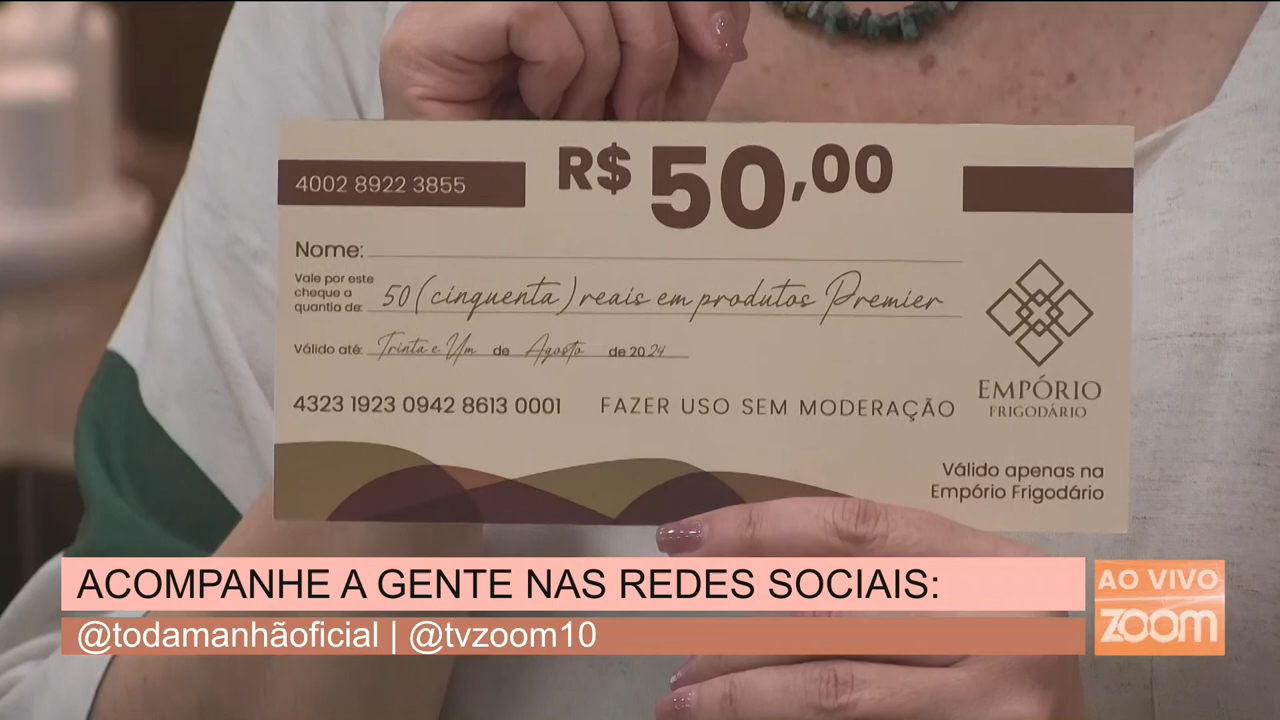 R$ 50,00
4002 8922 3855
Nome:
Vale por este
cheque a
quantia de: 50 (cinquenta) reais em produtos Premier
Válido até: Trinta e Um de Agosto de 2024
4323 1923 0942 8613 0001 FAZER USO SEM MODERAÇÃO
EMPÓRIO
FRIGODÁRIO
Válido apenas na
Empório Frigodário
ACOMPANHE A GENTE NAS REDES SOCIAIS:
@todamanhãoficial | @tvzoom10
AO VIVO
zoom